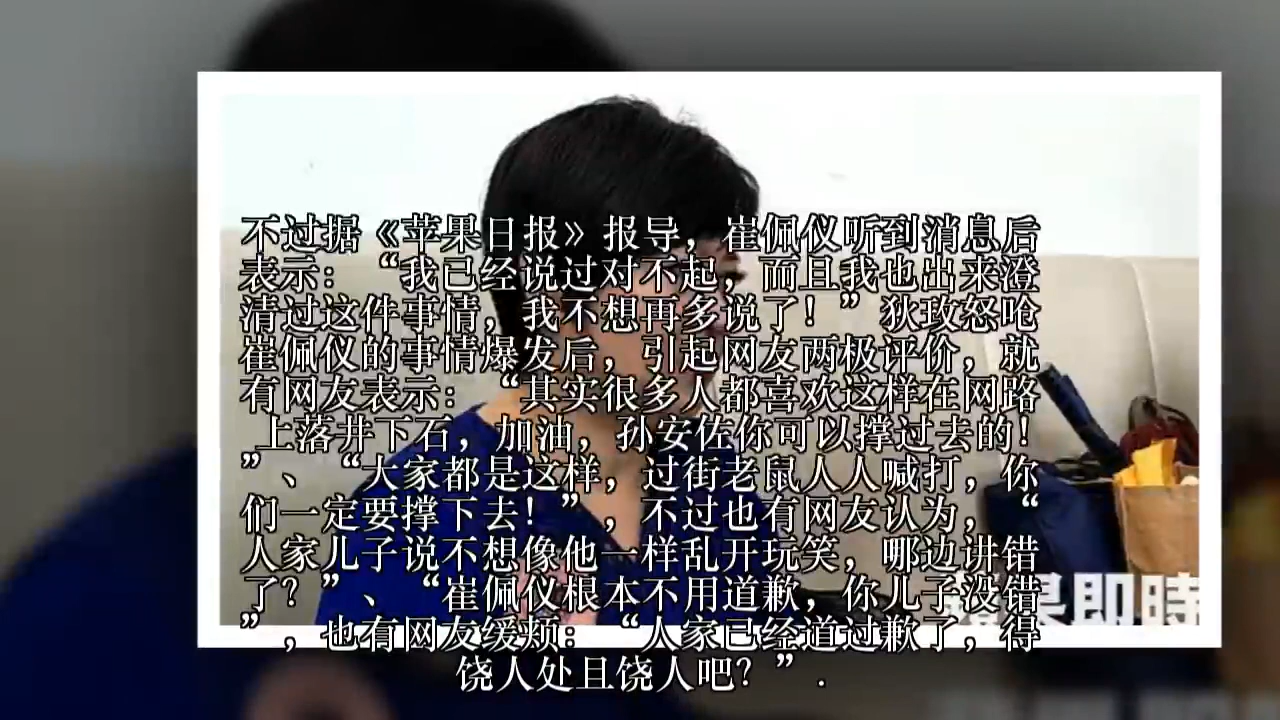 不过据《苹果日报》报导，崔佩仪听到消息后
表示：“我已经说过对不起，而且我也出来澄
清过这件事情，我不想再多说了！”狄玫怒呛
崔佩仪的事情爆发后，引起网友两极评价，就
有网友表示：“其实很多人都喜欢这样在网路
上落井下石，加油，孙安佐你可以撑过去的！
”、“大家都是这样，过街老鼠人人喊打，你
们一定要撑下去！”，不过也有网友认为，“
人家儿子说不想像他一样乱开玩笑，哪边讲错
了？”、“崔佩仪根本不用道歉，你儿子没错
”，也有网友缓颊：“人家已经道过歉了，得
饶人处且饶人吧？”.
果即時